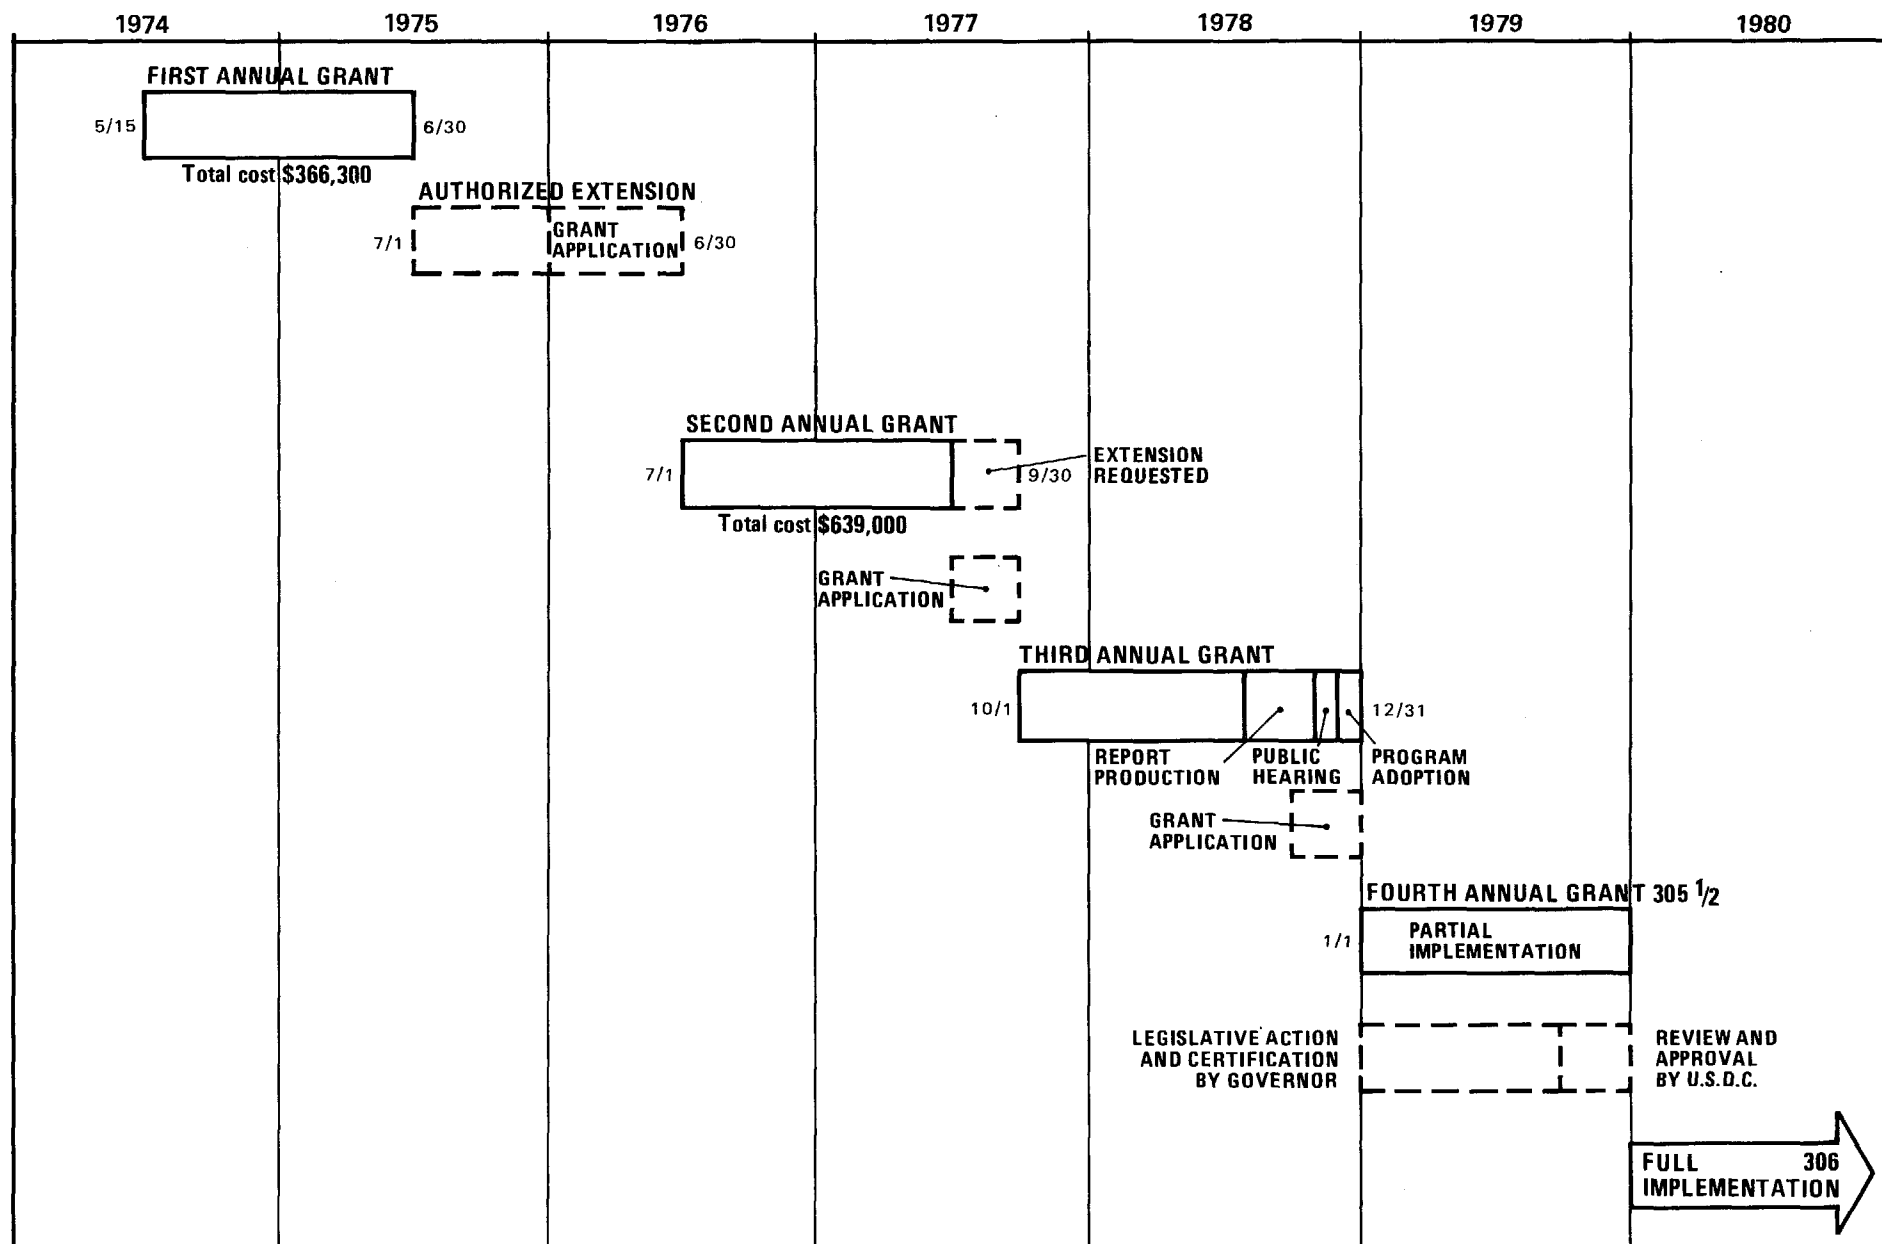 1974 1975 1976 1977 1978 1979 1980
FIRST ANNUAL GRANT
5/15
6/30
Total cost $366,300
AUTHORIZED EXTENSION
7/1
GRANT
APPLICATION
6/30
SECOND ANNUAL GRANT
7/1
9/30
EXTENSION
REQUESTED
Total cost $639,000
GRANT
APPLICATION
THIRD ANNUAL GRANT
10/1
12/31
REPORT
PRODUCTION
PUBLIC
HEARING
PROGRAM
ADOPTION
GRANT
APPLICATION
FOURTH ANNUAL GRANT 305 1/2
1/1
PARTIAL
IMPLEMENTATION
LEGISLATIVE ACTION
AND CERTIFICATION
BY GOVERNOR
REVIEW AND
APPROVAL
BY U.S.D.C.
FULL 306
IMPLEMENTATION